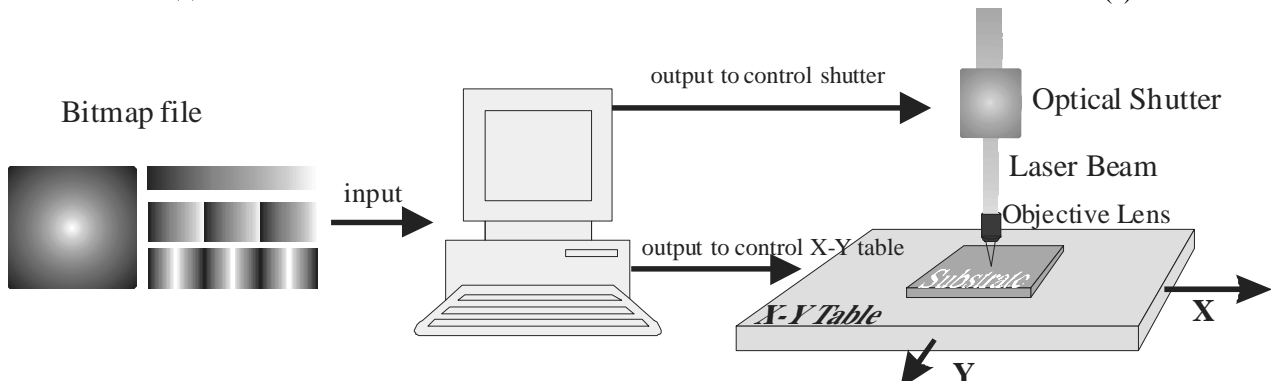 output to control shutter
Bitmap file
Optical Shutter
Laser Beam
input
Objective Lens
output to control X-Y table
Substrate
X-Y Table
X
Y